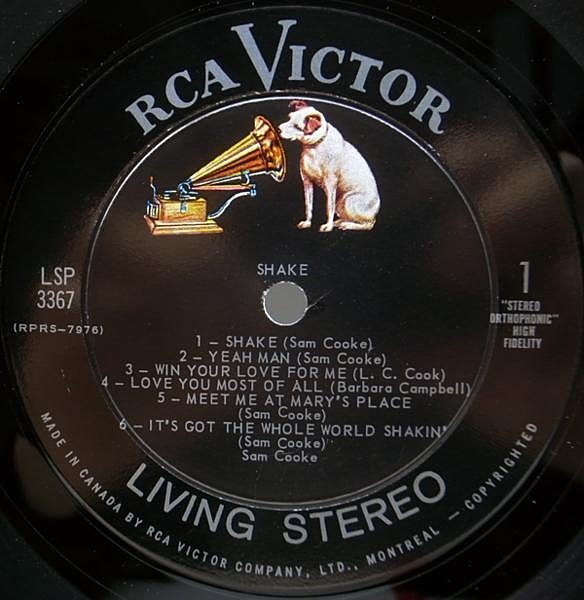 RCA VICTOR
SHAKE
LSP
3367
(RPRS-7976)
1
"STEREO
ORTHOPHONIC"
HIGH
FIDELITY
1 – SHAKE (Sam Cooke)
2 – YEAH MAN (Sam Cooke)
3 – WIN YOUR LOVE FOR ME (L. C. Cook)
4 – LOVE YOU MOST OF ALL (Barbara Campbell)
5 – MEET ME AT MARY'S PLACE
(Sam Cooke)
6 – IT'S GOT THE WHOLE WORLD SHAKIN'
(Sam Cooke)
Sam Cooke
LIVING STEREO
MADE IN CANADA BY RCA VICTOR COMPANY, LTD., MONTREAL — COPYRIGHTED